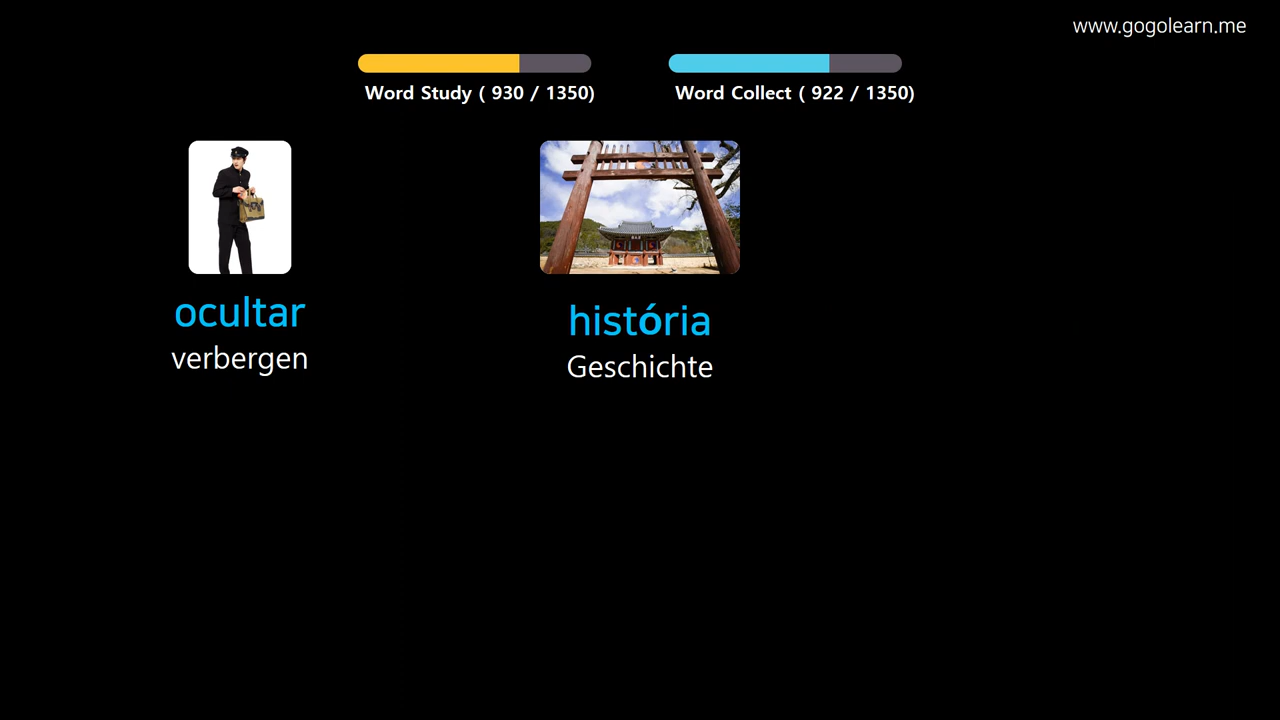 www.gogolearn.me
Word Study ( 930 / 1350)
Word Collect ( 922 / 1350)
ocultar
verbergen
história
Geschichte